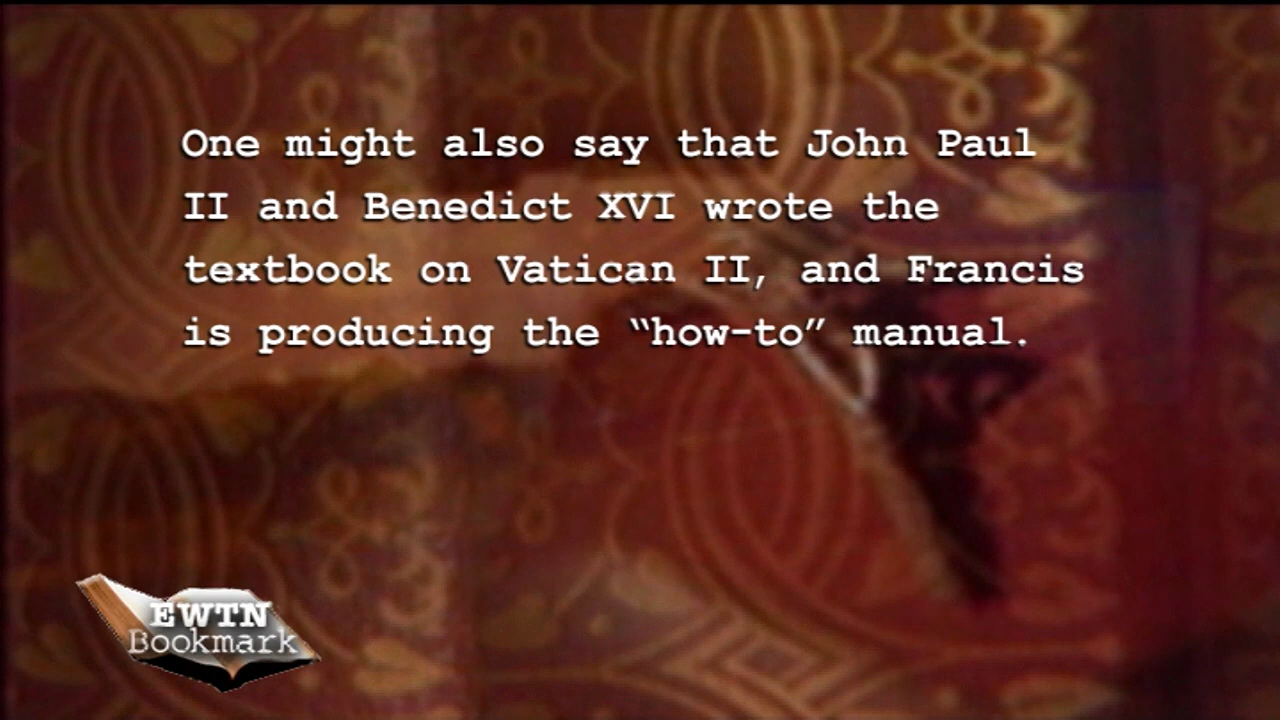 One might also say that John Paul
II and Benedict XVI wrote the
textbook on Vatican II, and Francis
is producing the “how-to” manual.
EWTN
Bookmark